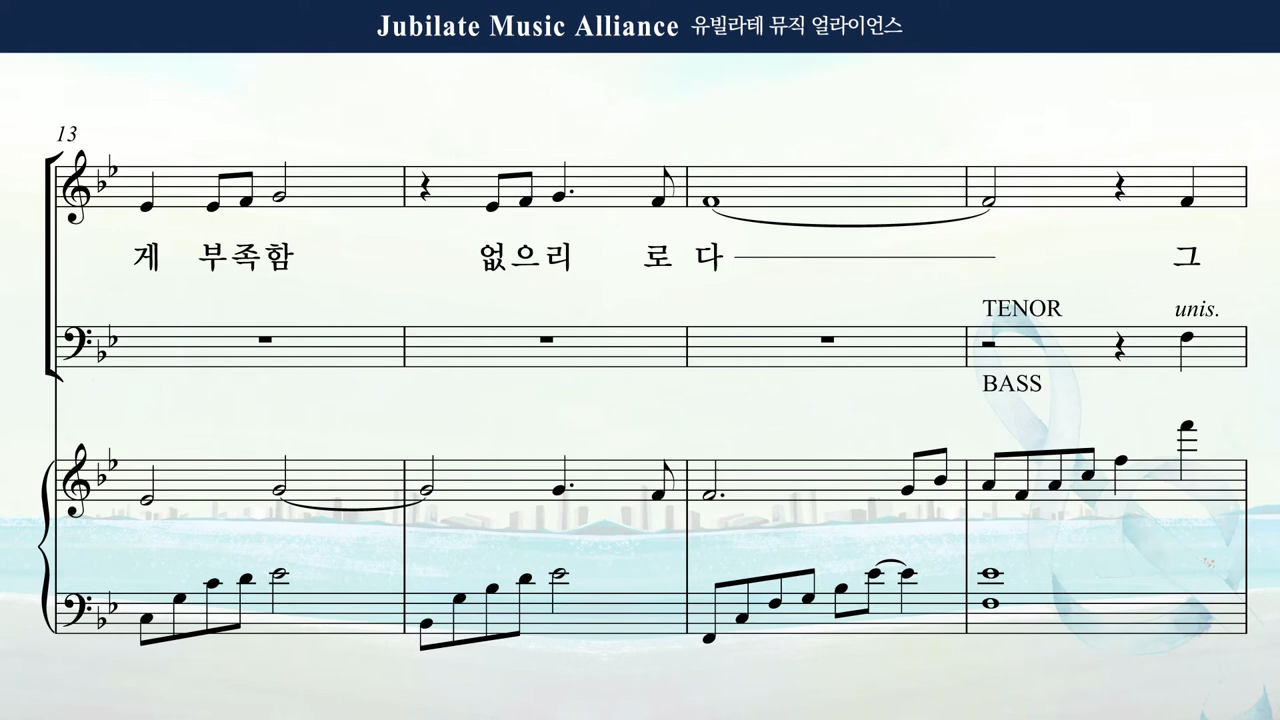 Jubilate Music Alliance 유빌라테 뮤직 얼라이언스
13
게 부족함 없으리 로 다 그
TENOR unis.
BASS